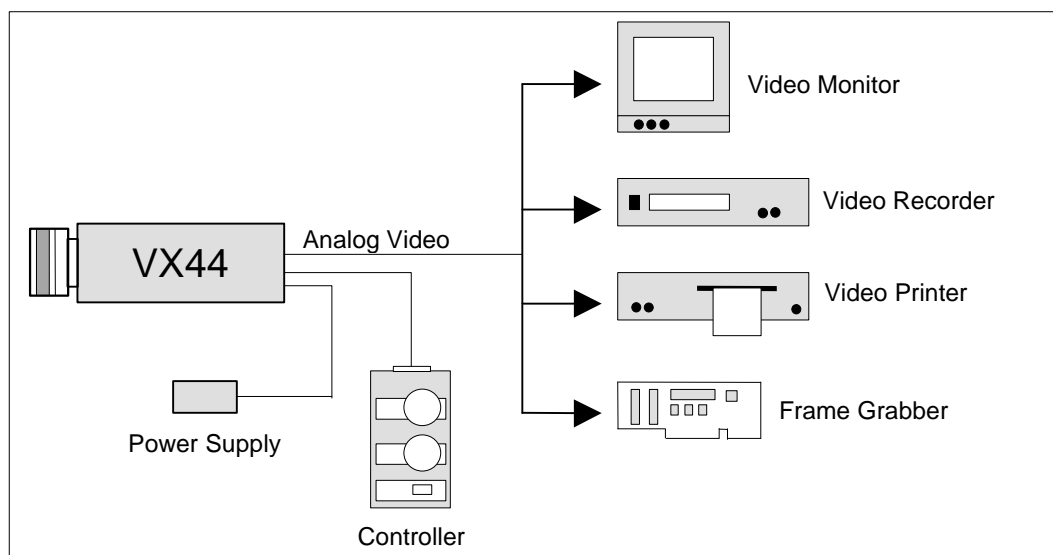 Video Monitor
Video Recorder
Analog Video
VX44
Video Printer
Frame Grabber
Power Supply
Controller